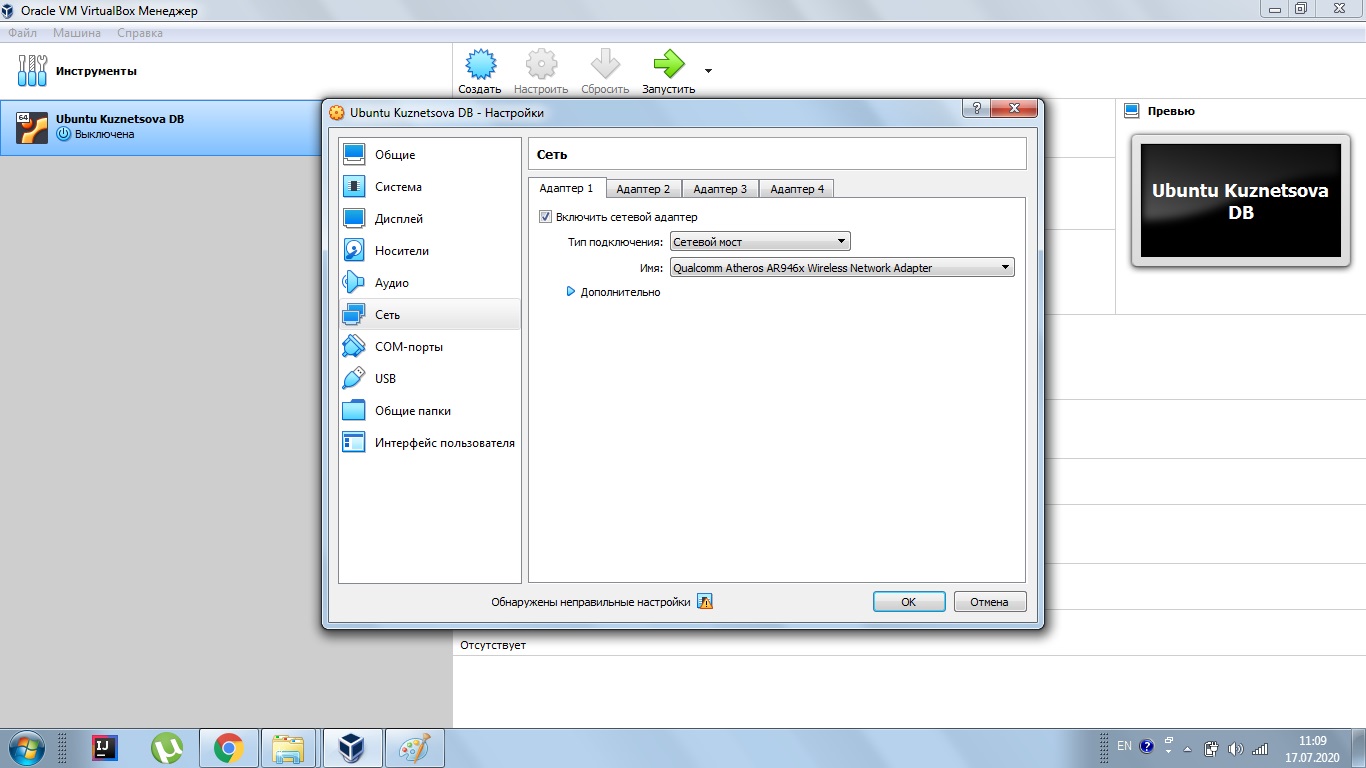 Oracle VM VirtualBox Менеджер
Файл Машина Справка
Инструменты
Создать Настроить Сбросить Запустить
64
Ubuntu Kuznetsova DB
Выключена
Превью
Ubuntu Kuznetsova
DB
Ubuntu Kuznetsova DB - Настройки
?
Общие
Система
Дисплей
Носители
Аудио
Сеть
COM-порты
USB
Общие папки
Интерфейс пользователя
Сеть
Адаптер 1 Адаптер 2 Адаптер 3 Адаптер 4
Включить сетевой адаптер
Тип подключения: Сетевой мост
Имя: Qualcomm Atheros AR946x Wireless Network Adapter
Дополнительно
Обнаружены неправильные настройки
OK Отмена
Отсутствует
IJ
EN ?
11:09
17.07.2020